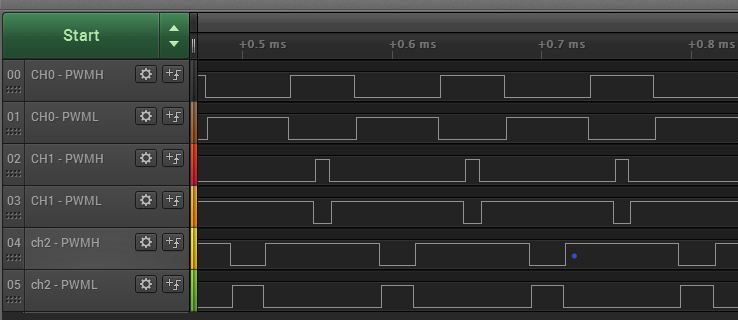 Start
+0.5 ms
+0.6 ms
+0.7 ms
+0.8 ms
00 CH0 - PWMH
01 CH0- PWML
02 CH1 - PWMH
03 CH1 - PWML
04 ch2 - PWMH
05 ch2 - PWML